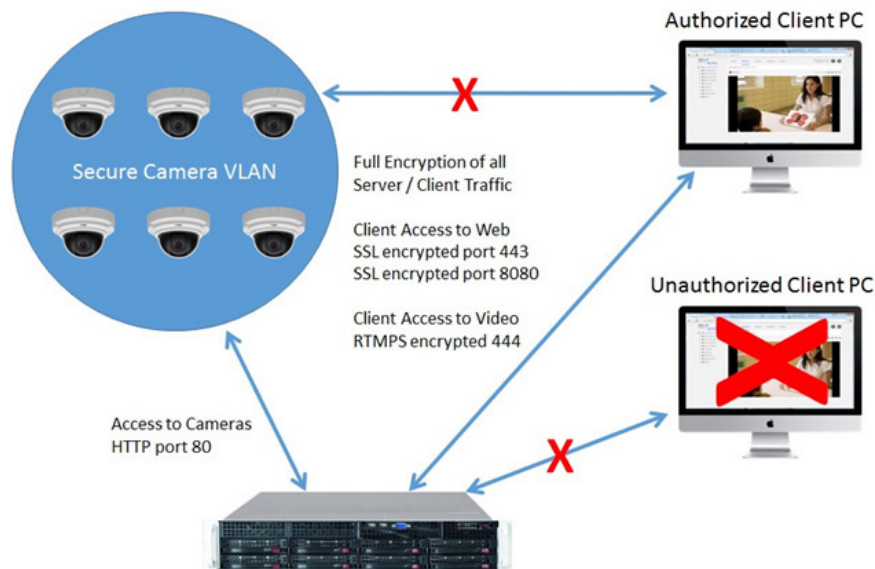 Authorized Client PC
Secure Camera VLAN
Full Encryption of all
Server / Client Traffic
Client Access to Web
SSL encrypted port 443
SSL encrypted port 8080
Client Access to Video
RTMPS encrypted 444
Unauthorized Client PC
Access to Cameras
HTTP port 80